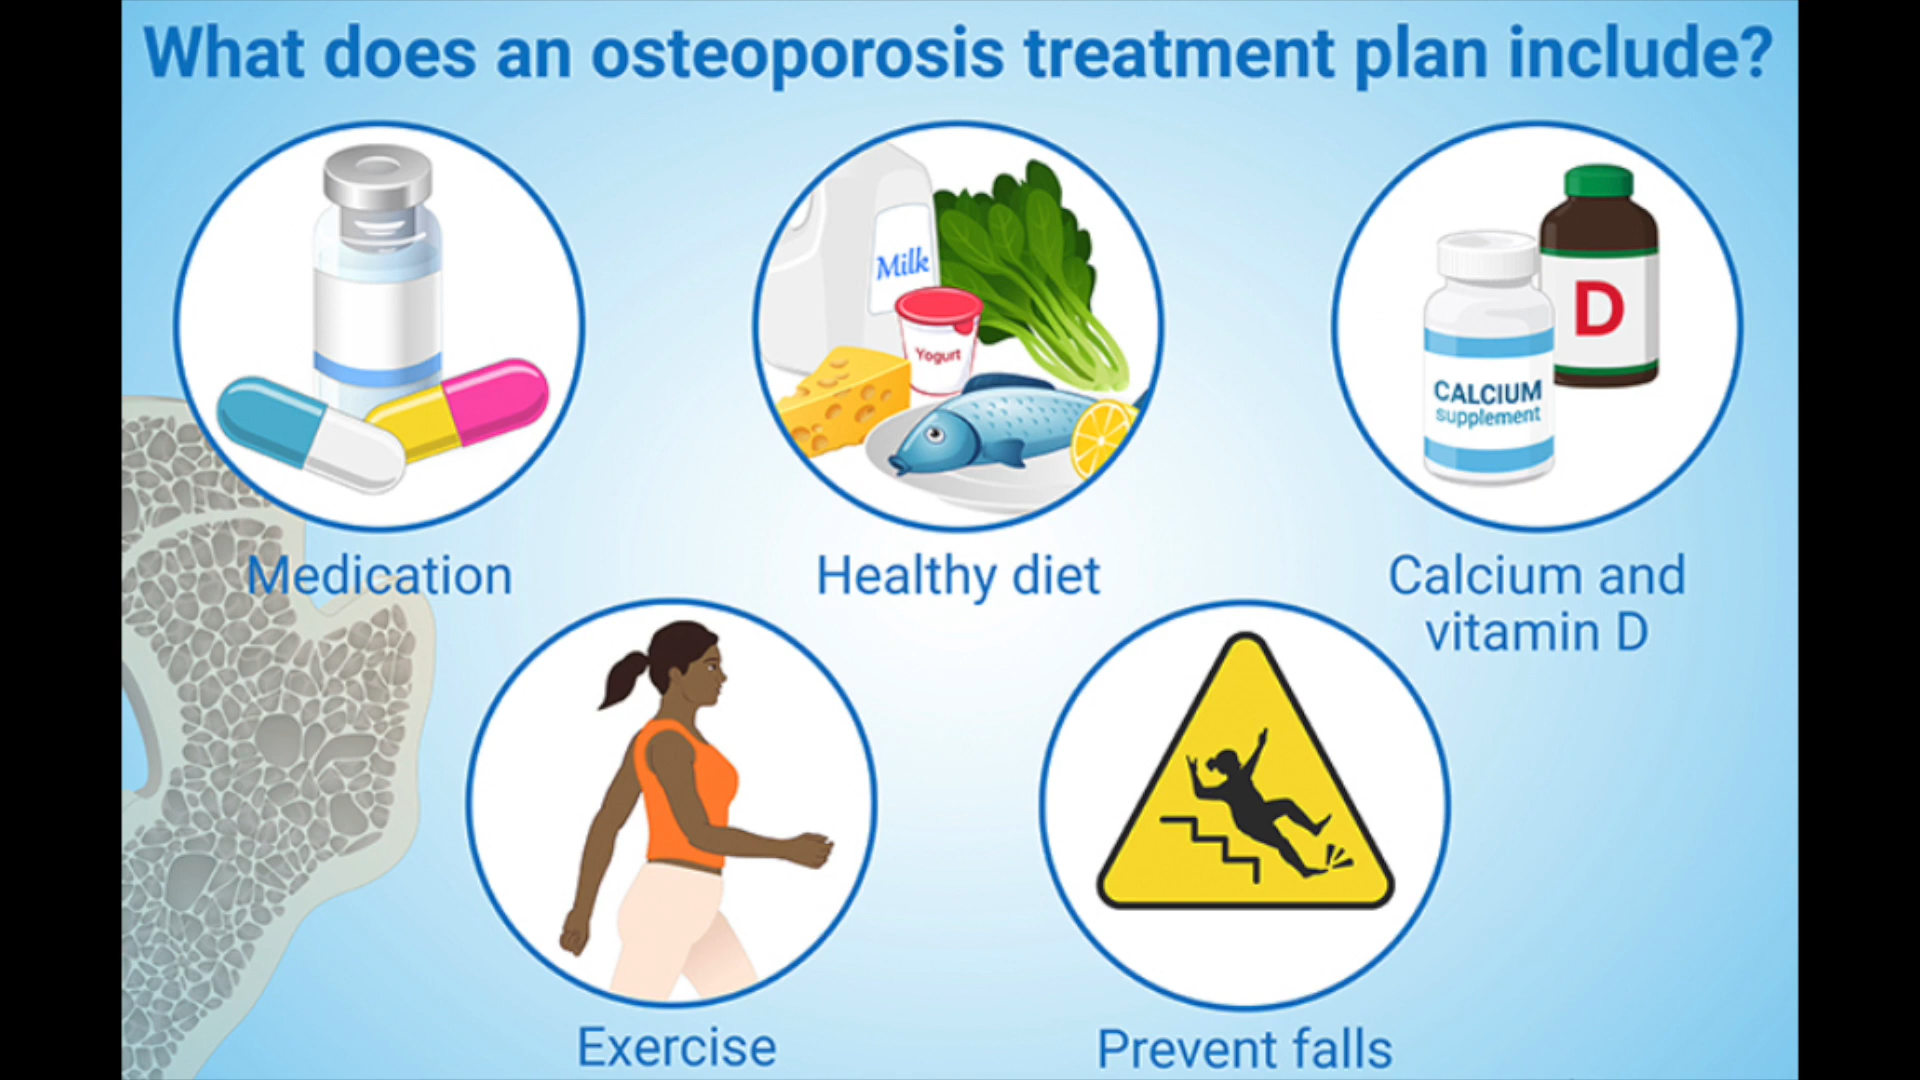 What does an osteoporosis treatment plan include?
Milk
Yogurt
D
CALCIUM
supplement
Medication
Healthy diet
Calcium and
vitamin D
Exercise
Prevent falls